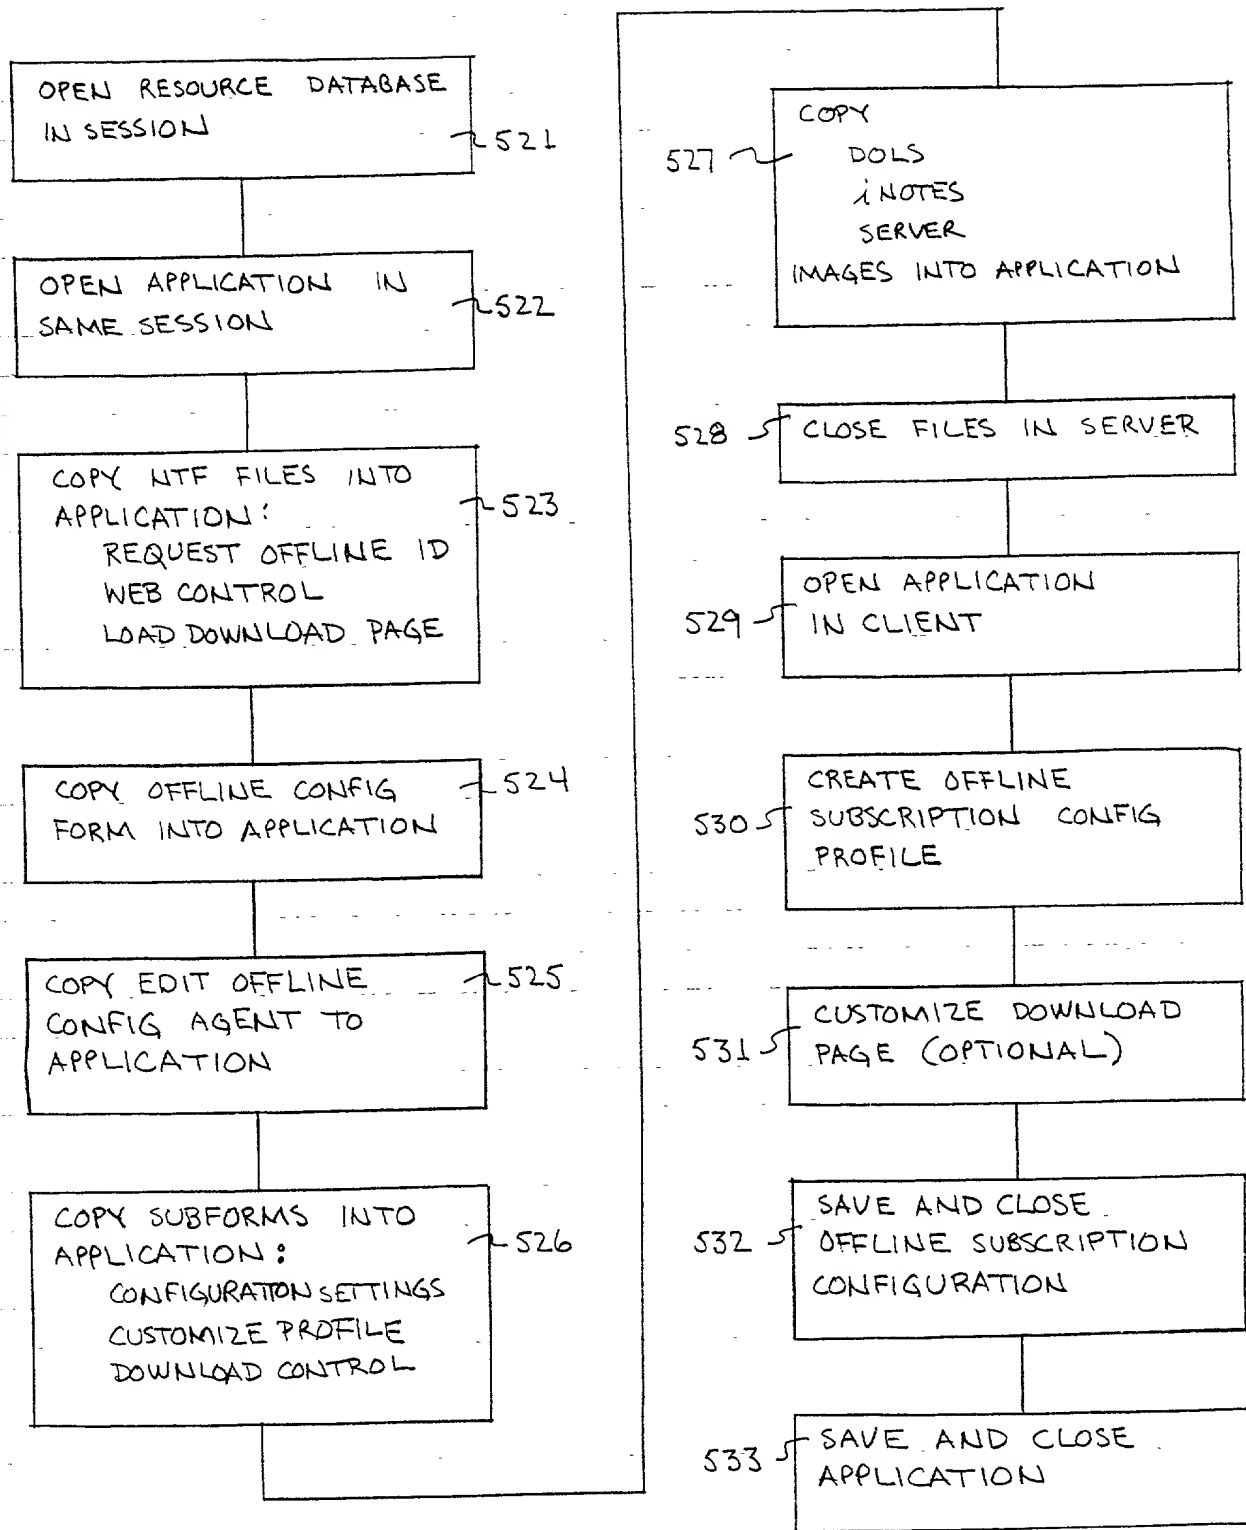 OPEN RESOURCE DATABASE
IN SESSION
521
OPEN APPLICATION IN
SAME SESSION
522
COPY NTF FILES INTO
APPLICATION:
523
REQUEST OFFLINE ID
WEB CONTROL
LOAD DOWNLOAD PAGE
COPY OFFLINE CONFIG
FORM INTO APPLICATION
524
COPY EDIT OFFLINE
CONFIG AGENT TO
APPLICATION
525
COPY SUBFORMS INTO
APPLICATION:
526
CONFIGURATION SETTINGS
CUSTOMIZE PROFILE
DOWNLOAD CONTROL
COPY
527
DOLS
iNOTES
SERVER
IMAGES INTO APPLICATION
528
CLOSE FILES IN SERVER
OPEN APPLICATION
529
IN CLIENT
CREATE OFFLINE
530
SUBSCRIPTION CONFIG
PROFILE
CUSTOMIZE DOWNLOAD
531
PAGE (OPTIONAL)
SAVE AND CLOSE
532
OFFLINE SUBSCRIPTION
CONFIGURATION
533
SAVE AND CLOSE
APPLICATION